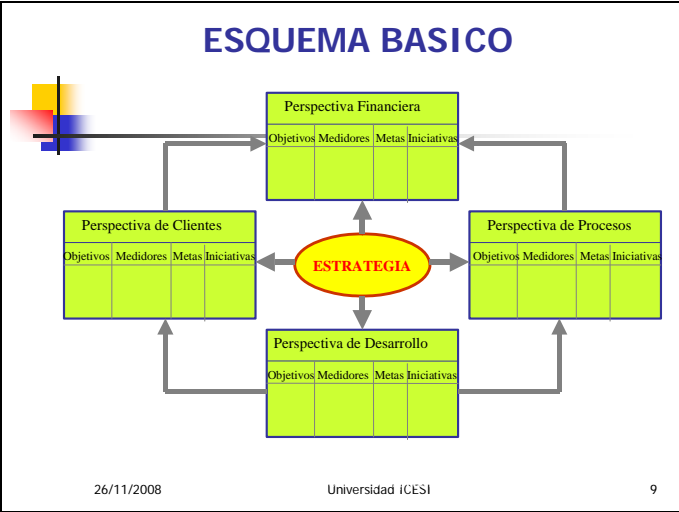 ESQUEMA BASICO
Perspectiva Financiera
Objetivos Medidores Metas Iniciativas
Perspectiva de Clientes
Objetivos Medidores Metas Iniciativas
ESTRATEGIA
Perspectiva de Procesos
Objetivos Medidores Metas Iniciativas
Perspectiva de Desarrollo
Objetivos Medidores Metas Iniciativas
26/11/2008
Universidad ICESI
9